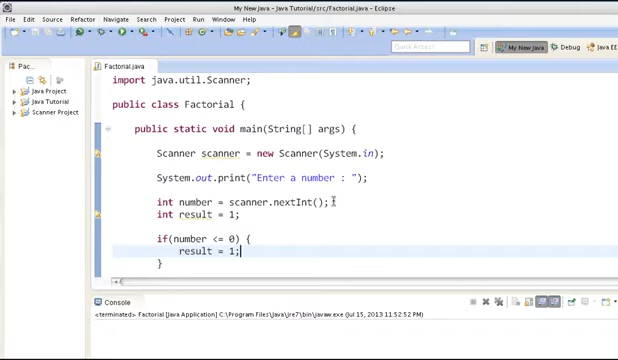 My New Java - Java Tutorial/src/Factorial.java - Eclipse
File Edit Source Refactor Navigate Search Project Run Window Help
Quick Access
My New Java
Debug
Java EE
Pac...
Factorial.java
Java Project
Java Tutorial
Scanner Project
import java.util.Scanner;
public class Factorial {
public static void main(String[] args) {
Scanner scanner = new Scanner(System.in);
System.out.print("Enter a number : ");
int number = scanner.nextInt();
int result = 1;
if(number <= 0) {
result = 1;
}
Console
<terminated> Factorial [Java Application] C:\Program Files\Java\jre7\bin\javaw.exe (Jul 15, 2013 11:52:52 PM)